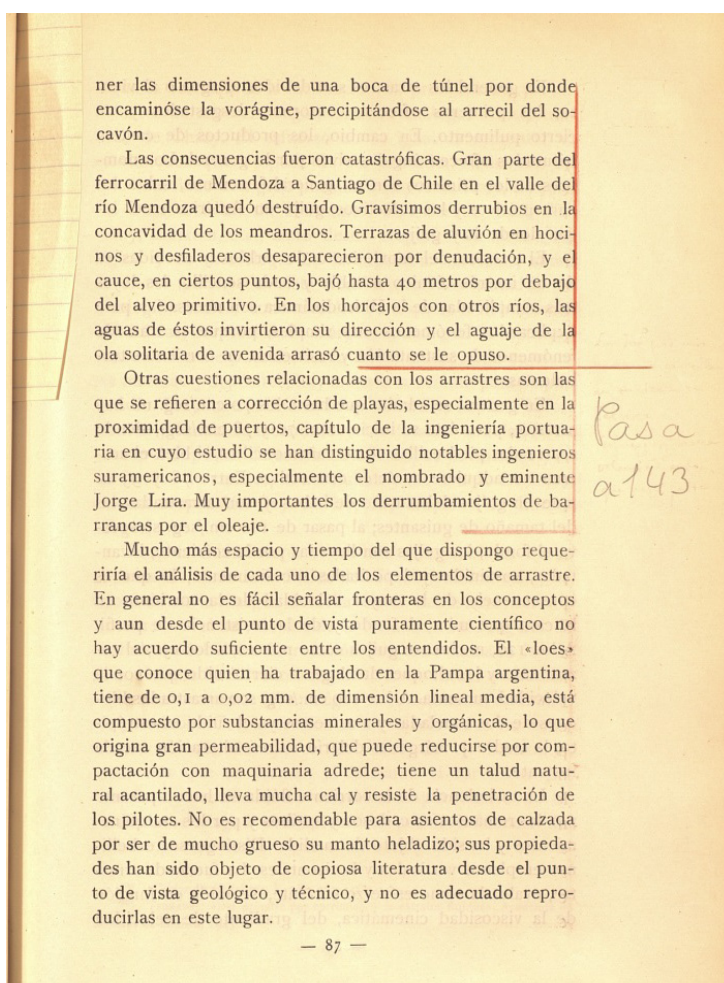 ner las dimensiones de una boca de túnel por donde
encaminóse la vorágine, precipitándose al arrecil del so-
cavón.
Las consecuencias fueron catastróficas. Gran parte del
ferrocarril de Mendoza a Santiago de Chile en el valle del
río Mendoza quedó destruído. Gravísimos derrubios en la
concavidad de los meandros. Terrazas de aluvión en hoci-
nos y desfiladeros desaparecieron por denudación, y el
cauce, en ciertos puntos, bajó hasta 40 metros por debajo
del alveo primitivo. En los horcajos con otros ríos, las
aguas de éstos invirtieron su dirección y el aguaje de la
ola solitaria de avenida arrasó cuanto se le opuso.
Otras cuestiones relacionadas con los arrastres son las
que se refieren a corrección de playas, especialmente en la
proximidad de puertos, capítulo de la ingeniería portua-
ria en cuyo estudio se han distinguido notables ingenieros
suramericanos, especialmente el nombrado y eminente
Jorge Lira. Muy importantes los derrumbamientos de ba-
rrancas por el oleaje.
Pasa
a 143
Mucho más espacio y tiempo del que dispongo reque-
riría el análisis de cada uno de los elementos de arrastre.
En general no es fácil señalar fronteras en los conceptos
y aun desde el punto de vista puramente científico no
hay acuerdo suficiente entre los entendidos. El «loes»
que conoce quien ha trabajado en la Pampa argentina,
tiene de 0,1 a 0,02 mm. de dimensión lineal media, está
compuesto por substancias minerales y orgánicas, lo que
origina gran permeabilidad, que puede reducirse por com-
pactación con maquinaria adrede; tiene un talud natu-
ral acantilado, lleva mucha cal y resiste la penetración de
los pilotes. No es recomendable para asientos de calzada
por ser de mucho grueso su manto heladizo; sus propieda-
des han sido objeto de copiosa literatura desde el pun-
to de vista geológico y técnico, y no es adecuado repro-
ducirlas en este lugar.
— 87 —